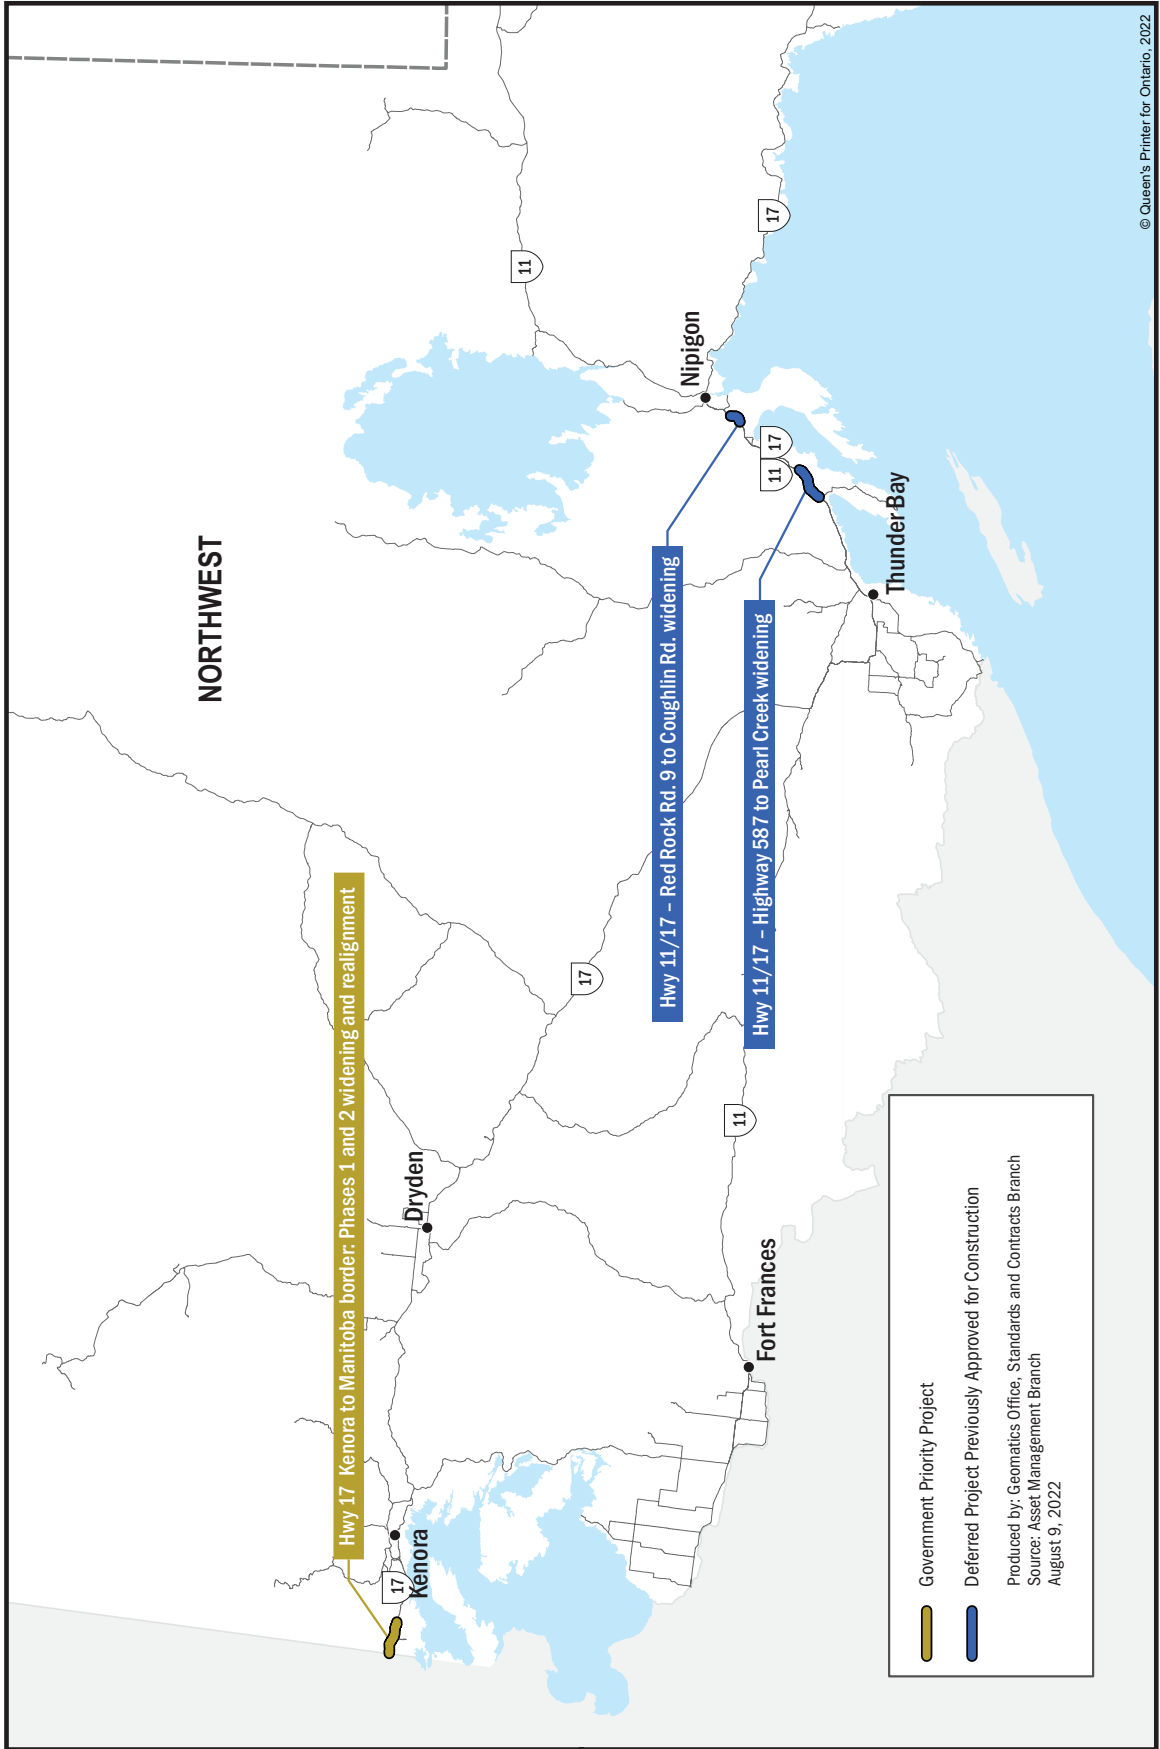 NORTHWEST
Hwy 17 Kenora to Manitoba border: Phases 1 and 2 widening and realignment
Hwy 11/17 – Red Rock Rd. 9 to Coughlin Rd. widening
Hwy 11/17 – Highway 587 to Pearl Creek widening
17
Kenora
Dryden
17
11
Fort Frances
Thunder Bay
11
17
Nipigon
11
17
Government Priority Project
Deferred Project Previously Approved for Construction
Produced by: Geomatics Office, Standards and Contracts Branch
Source: Asset Management Branch
August 9, 2022
© Queen's Printer for Ontario, 2022